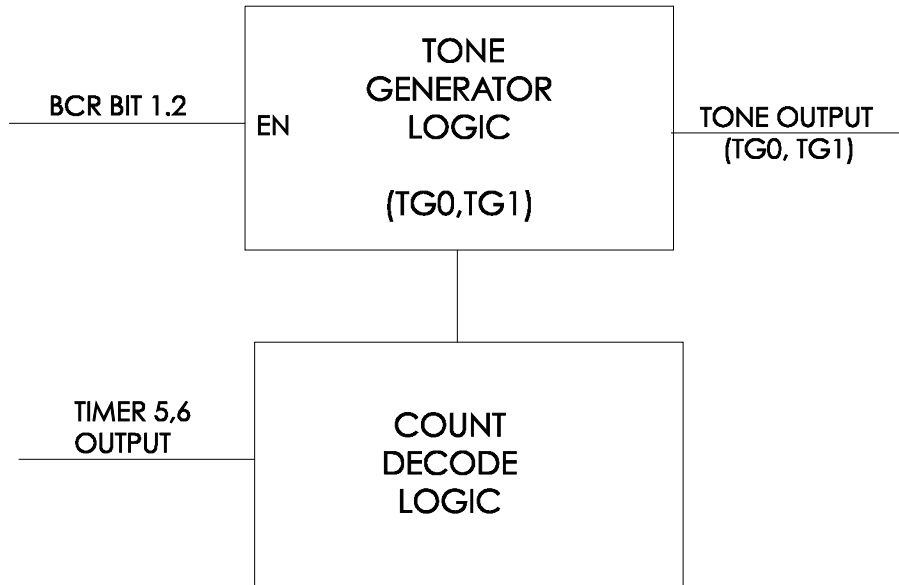 TONE
GENERATOR
LOGIC
(TG0,TG1)
BCR BIT 1.2
EN
TONE OUTPUT
(TG0, TG1)
TIMER 5,6
OUTPUT
COUNT
DECODE
LOGIC